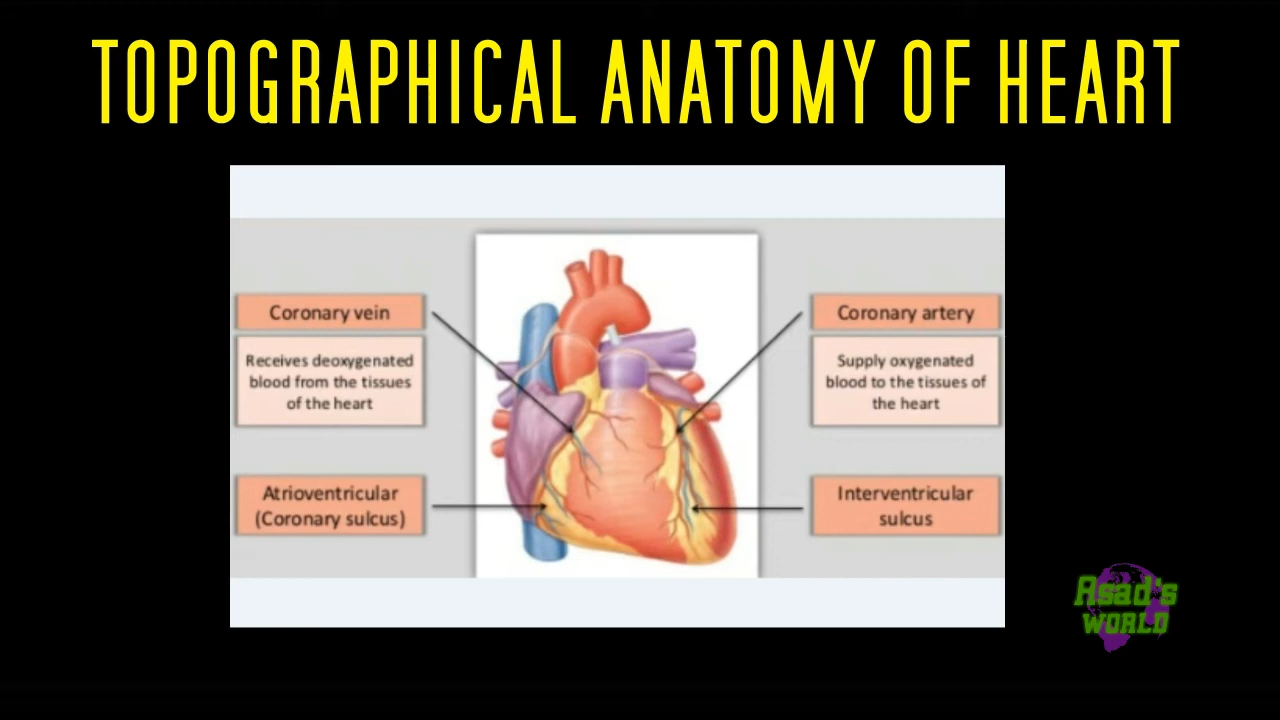 TOPOGRAPHICAL ANATOMY OF HEART
Coronary vein
Receives deoxygenated
blood from the tissues
of the heart
Atrioventricular
(Coronary sulcus)
Coronary artery
Supply oxygenated
blood to the tissues of
the heart
Interventricular
sulcus
Asad's
WORLD